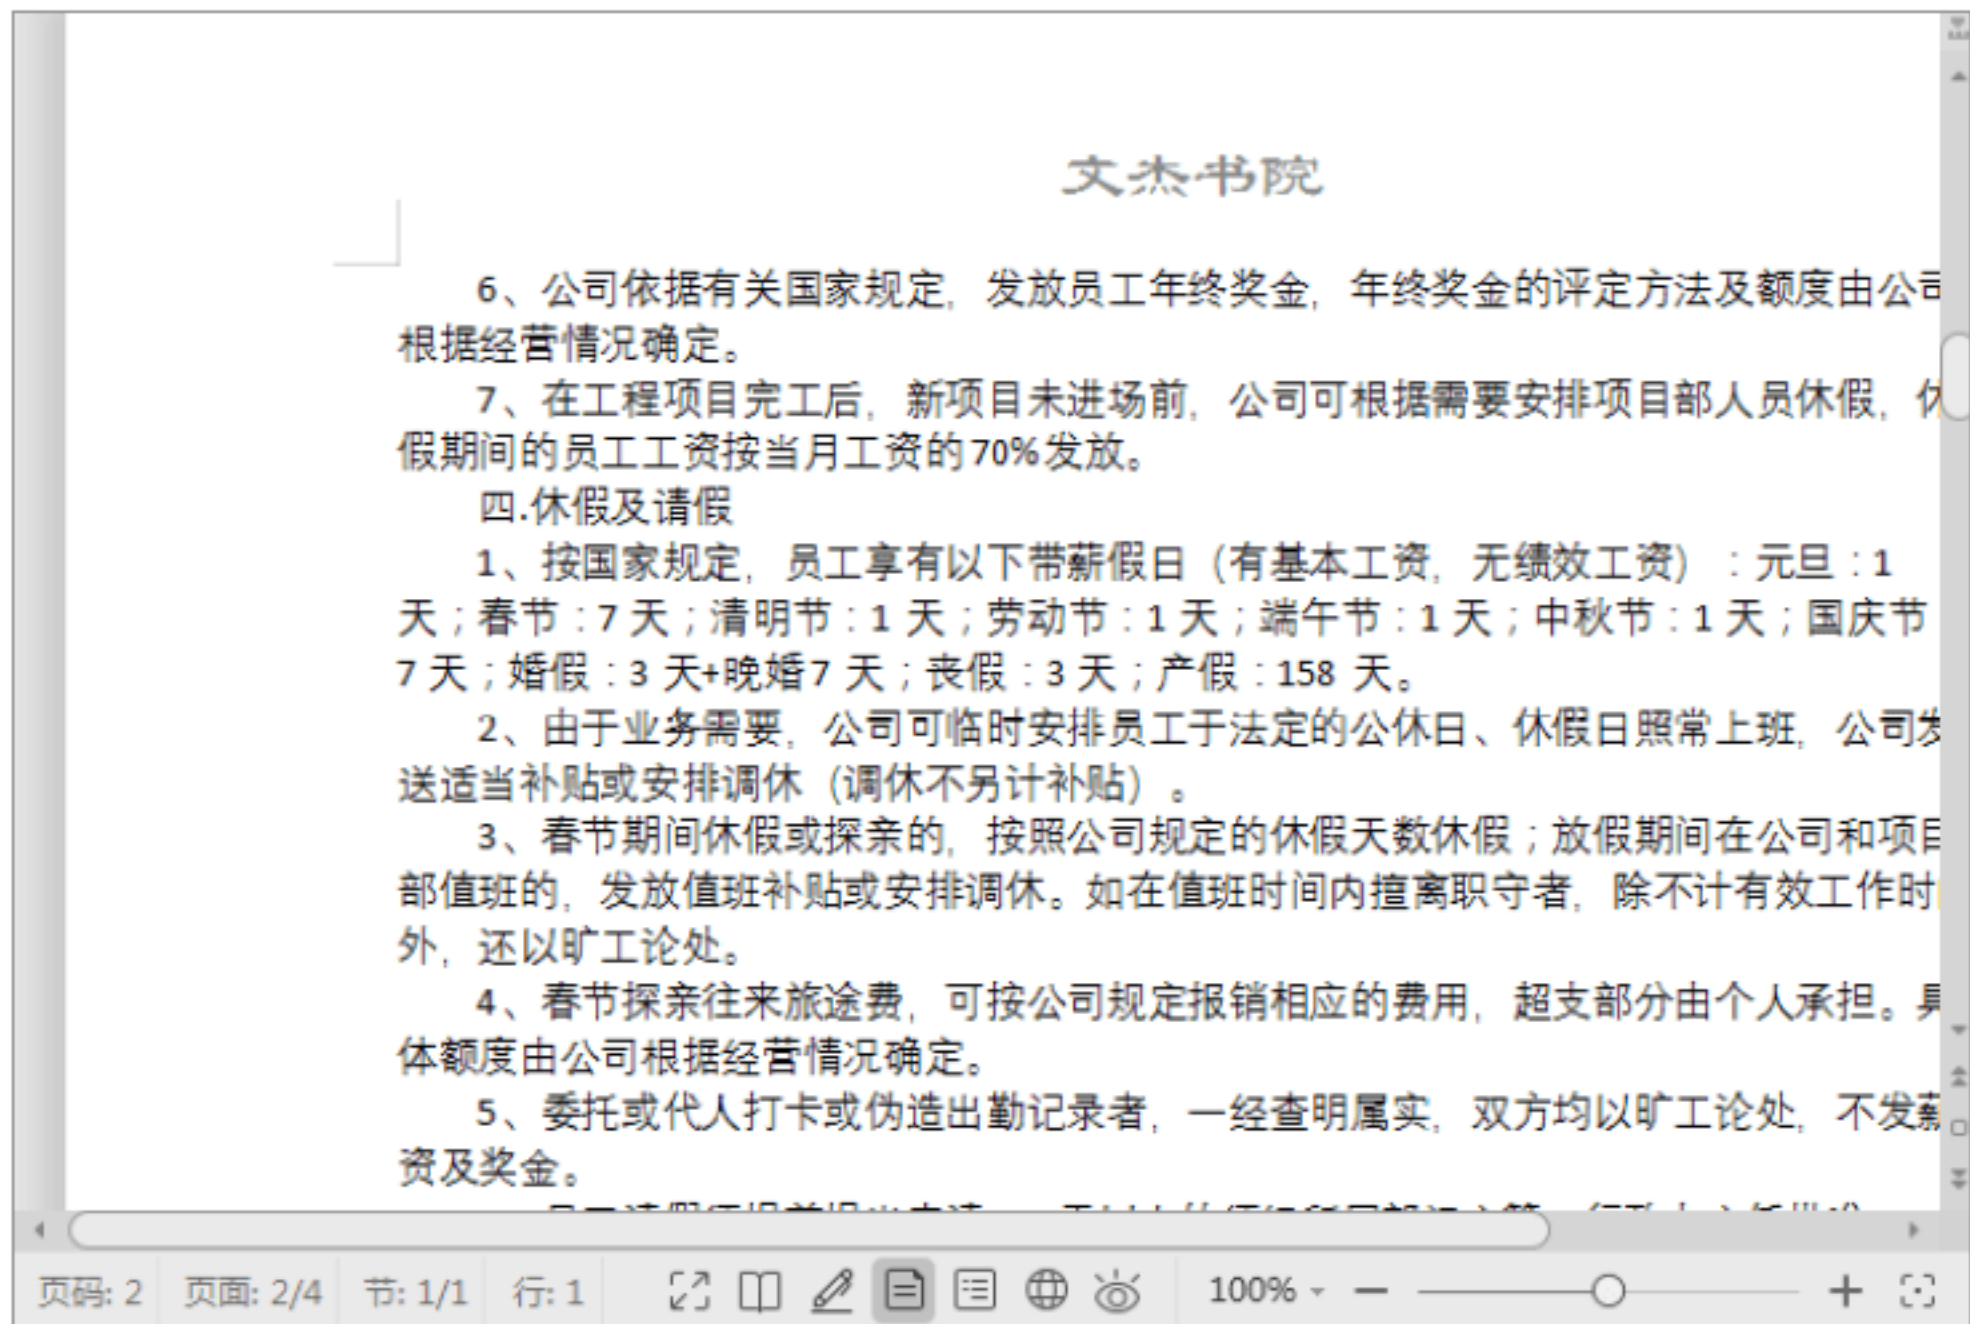 文杰书院
6、公司依据有关国家规定，发放员工年终奖金，年终奖金的评定方法及额度由公司
根据经营情况确定。
7、在工程项目完工后，新项目未进场前，公司可根据需要安排项目部人员休假，休
假期间的员工工资按当月工资的70%发放。
四.休假及请假
1、按国家规定，员工享有以下带薪假日（有基本工资，无绩效工资）：元旦：1
天；春节：7 天；清明节：1 天；劳动节：1 天；端午节：1 天；中秋节：1 天；国庆节
7 天；婚假：3 天+晚婚7 天；丧假：3 天；产假：158 天。
2、由于业务需要，公司可临时安排员工于法定的公休日、休假日照常上班，公司发
送适当补贴或安排调休（调休不另计补贴）。
3、春节期间休假或探亲的，按照公司规定的休假天数休假；放假期间在公司和项目
部值班的，发放值班补贴或安排调休。如在值班时间内擅离职守者，除不计有效工作时
外，还以旷工论处。
4、春节探亲往来旅途费，可按公司规定报销相应的费用，超支部分由个人承担。具
体额度由公司根据经营情况确定。
5、委托或代人打卡或伪造出勤记录者，一经查明属实，双方均以旷工论处，不发薪
资及奖金。
页码: 2 页面: 2/4 节: 1/1 行: 1 100%